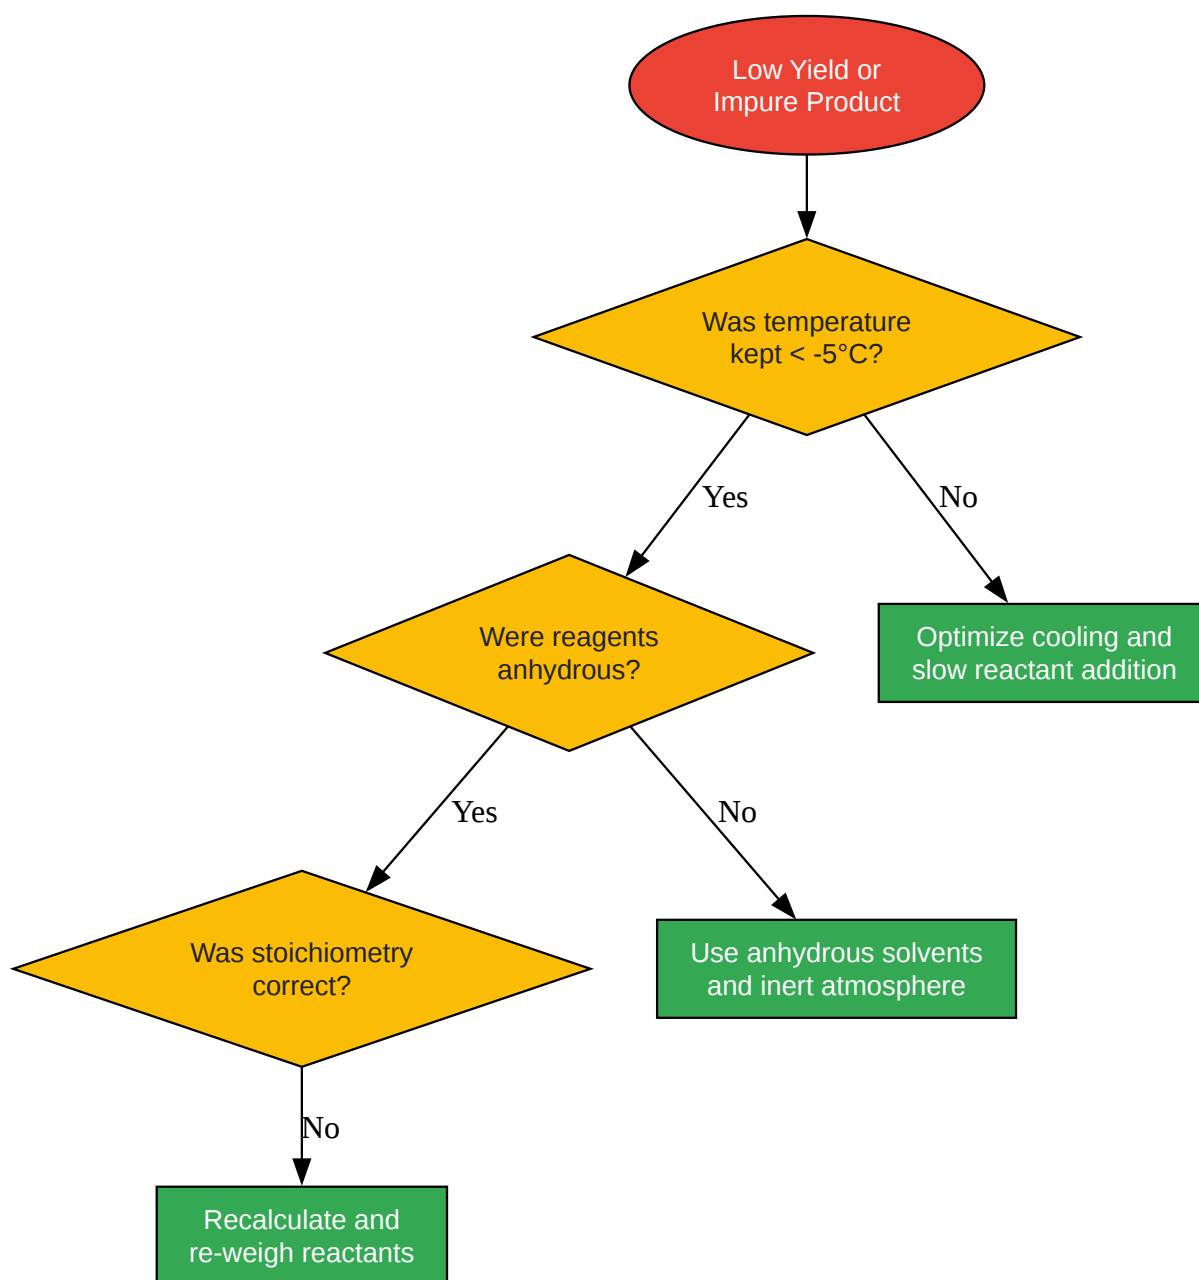 Low Yield or
Impure Product
Was temperature
kept < -5°C?
Yes
No
Were reagents
anhydrous?
Optimize cooling and
slow reactant addition
Yes
No
Was stoichiometry
correct?
Use anhydrous solvents
and inert atmosphere
No
Recalculate and
re-weigh reactants